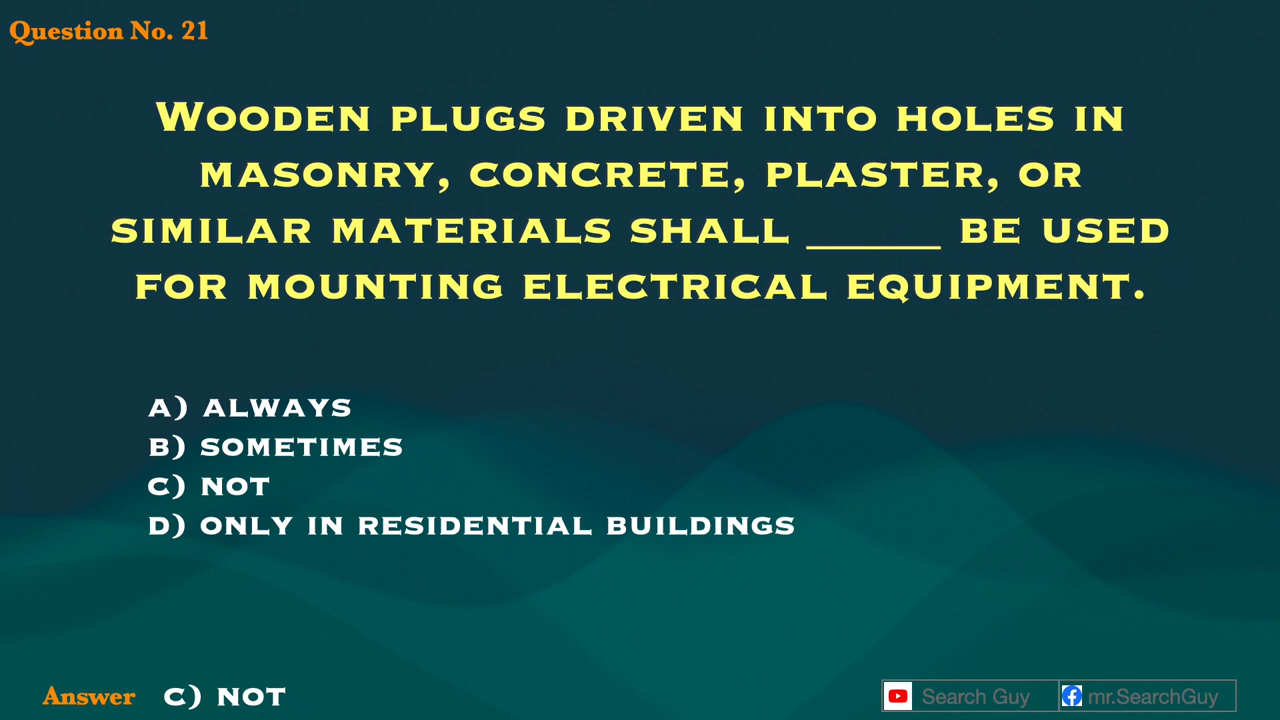 Question No. 21
Wooden plugs driven into holes in
masonry, concrete, plaster, or
similar materials shall ______ be used
for mounting electrical equipment.
A) always
B) sometimes
C) not
D) only in residential buildings
Answer C) not
Search Guy mr.SearchGuy